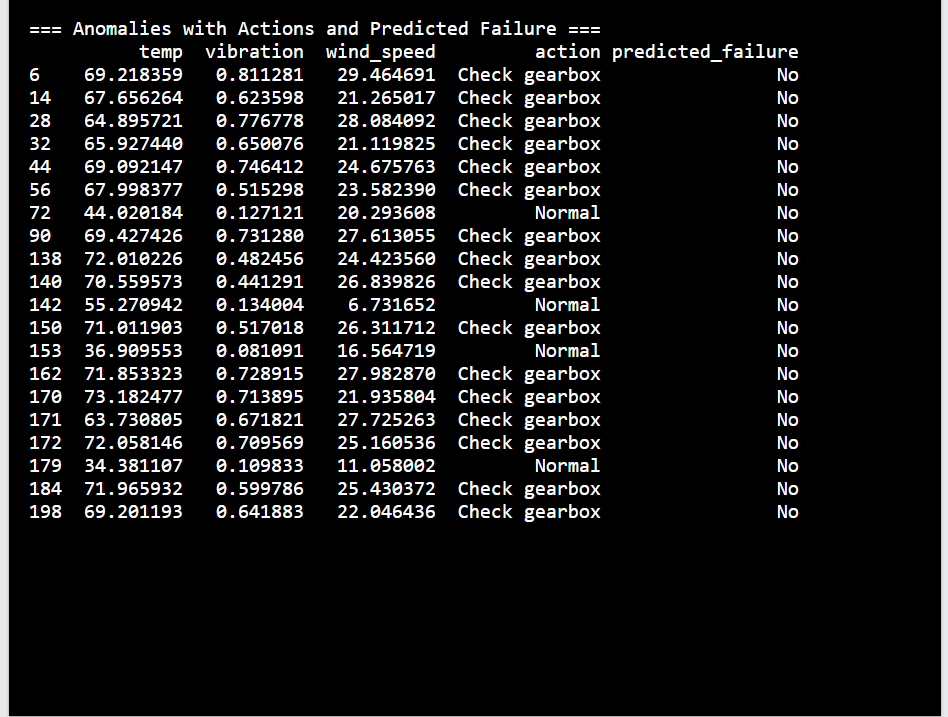 === Anomalies with Actions and Predicted Failure ===
temp vibration wind_speed action predicted_failure
6 69.218359 0.811281 29.464691 Check gearbox No
14 67.656264 0.623598 21.265017 Check gearbox No
28 64.895721 0.776778 28.084092 Check gearbox No
32 65.927440 0.650076 21.119825 Check gearbox No
44 69.092147 0.746412 24.675763 Check gearbox No
56 67.998377 0.515298 23.582390 Check gearbox No
72 44.020184 0.127121 20.293608 Normal No
90 69.427426 0.731280 27.613055 Check gearbox No
138 72.010226 0.482456 24.423560 Check gearbox No
140 70.559573 0.441291 26.839826 Check gearbox No
142 55.270942 0.134004 6.731652 Normal No
150 71.011903 0.517018 26.311712 Check gearbox No
153 36.909553 0.081091 16.564719 Normal No
162 71.853323 0.728915 27.982870 Check gearbox No
170 73.182477 0.713895 21.935804 Check gearbox No
171 63.730805 0.671821 27.725263 Check gearbox No
172 72.058146 0.709569 25.160536 Check gearbox No
179 34.381107 0.109833 11.058002 Normal No
184 71.965932 0.599786 25.430372 Check gearbox No
198 69.201193 0.641883 22.046436 Check gearbox No